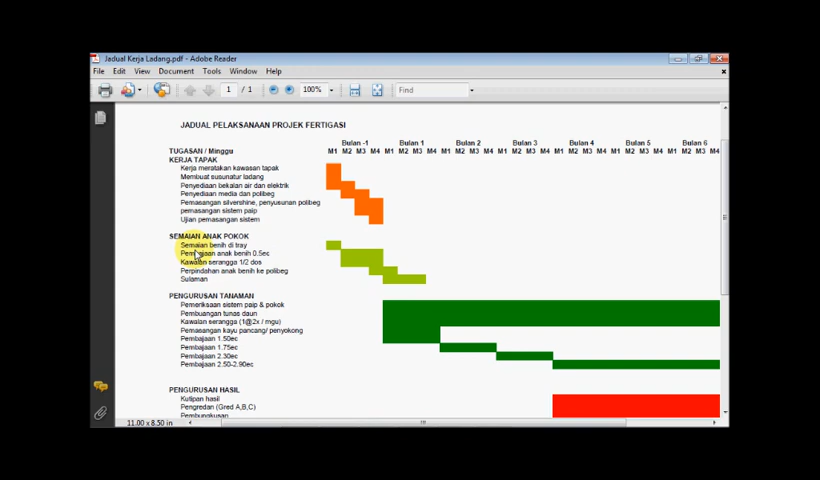 Jadual Kerja Ladang.pdf - Adobe Reader
File Edit View Document Tools Window Help
1 / 1 100% Find
JADUAL PELAKSANAAN PROJEK FERTIGASI
Bulan -1 Bulan 1 Bulan 2 Bulan 3 Bulan 4 Bulan 5 Bulan 6
TUGASAN / Minggu M1 M2 M3 M4 M1 M2 M3 M4 M1 M2 M3 M4 M1 M2 M3 M4 M1 M2 M3 M4 M1 M2 M3 M4 M1 M2 M3 M4
KERJA TAPAK
Kerja meratakan kawasan tapak
Membuat susunatur ladang
Penyediaan bekalan air dan elektrik
Penyediaan media dan polibeg
Pemasangan silvershine, penyusunan polibeg
pemasangan sistem paip
Ujian pemasangan sistem
SEMAIAN ANAK POKOK
Semaian benih di tray
Pembajaan anak benih 0.5ec
Kawalan serangga 1/2 dos
Perpindahan anak benih ke polibeg
Sulaman
PENGURUSAN TANAMAN
Pemeriksaan sistem paip & pokok
Pembuangan tunas daun
Kawalan serangga (1@2x / mgu)
Pemasangan kayu pancang/ penyokong
Pembajaan 1.50ec
Pembajaan 1.75ec
Pembajaan 2.30ec
Pembajaan 2.50-2.90ec
PENGURUSAN HASIL
Kutipan hasil
Pengredan (Gred A,B,C)
Pembungkusan
11.00 x 8.50 in